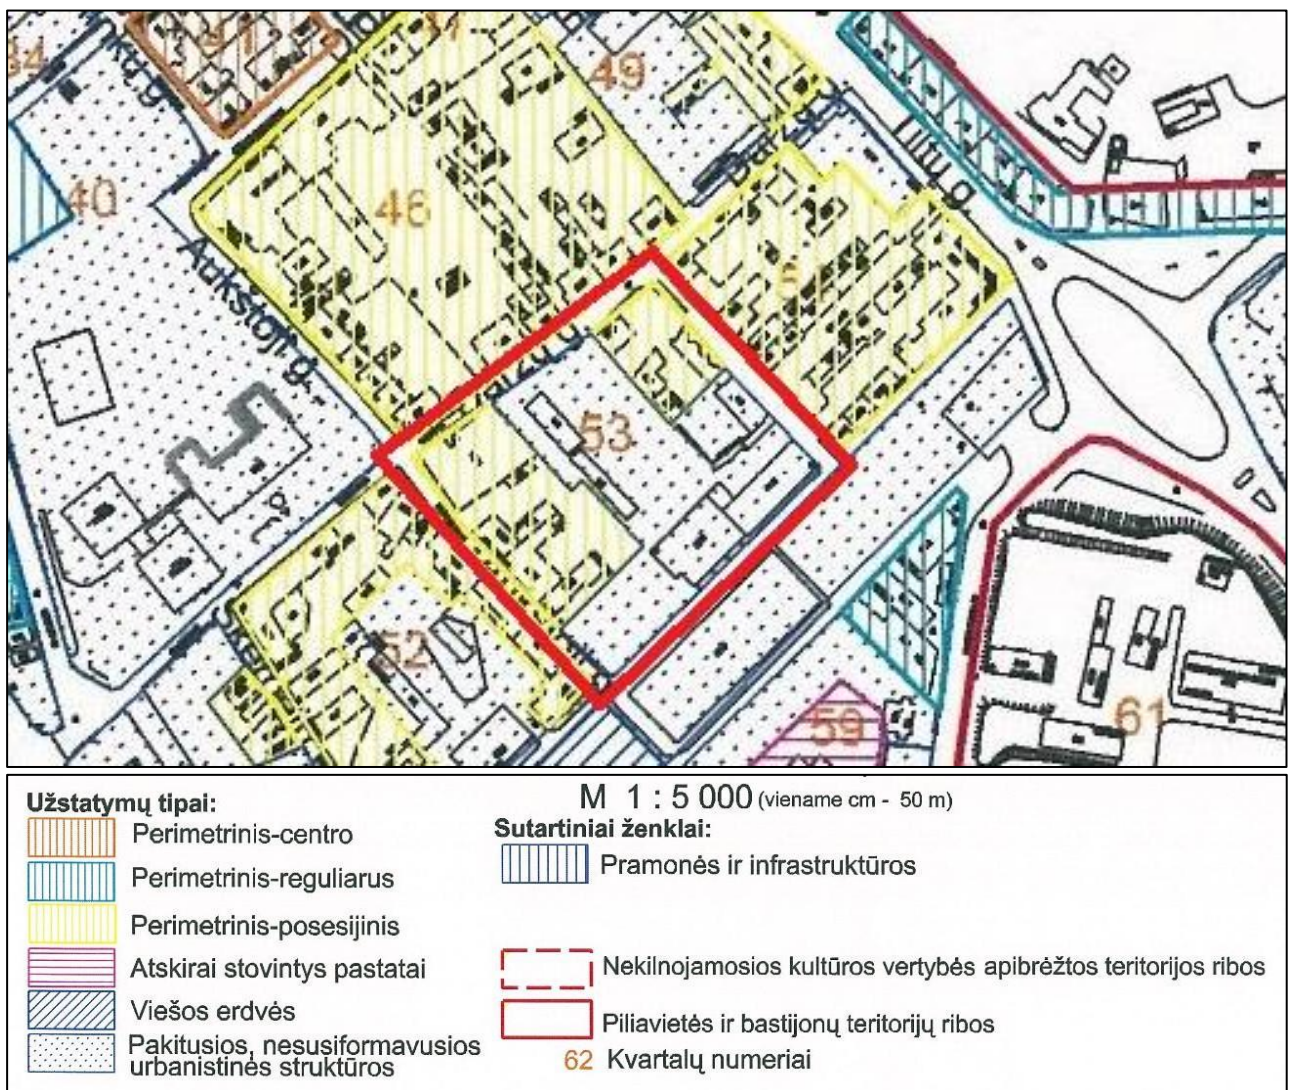 41
34
49
40
46
Aukštoji g.
53
52
59
61
Užstatymų tipai:
Perimetrinis-centro
Perimetrinis-reguliarus
Perimetrinis-posesijinis
Atskirai stovintys pastatai
Viešos erdvės
Pakitusios, nesusiformavusios
urbanistinės struktūros
M 1 : 5 000 (viename cm - 50 m)
Sutartiniai ženklai:
Pramonės ir infrastruktūros
Nekilnojamosios kultūros vertybės apibrėžtos teritorijos ribos
Piliavietės ir bastijonų teritorijų ribos
62 Kvartalų numeriai